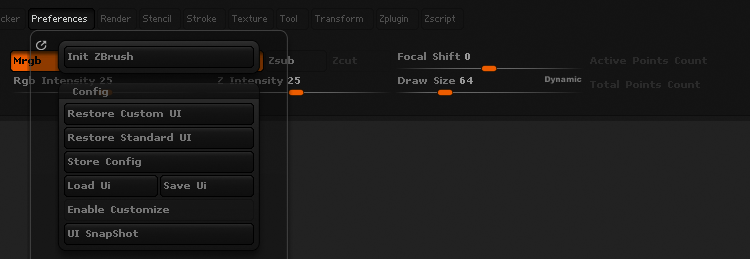 cker Preferences Render Stencil Stroke Texture Tool Transform Zplugin Zscript
Mrgb Init ZBrush Zsub Zcut Focal Shift 0 Active Points Count
Rgb Intensity 25 Z Intensity 25 Draw Size 64 Dynamic Total Points Count
Config
Restore Custom UI
Restore Standard UI
Store Config
Load Ui Save Ui
Enable Customize
UI SnapShot